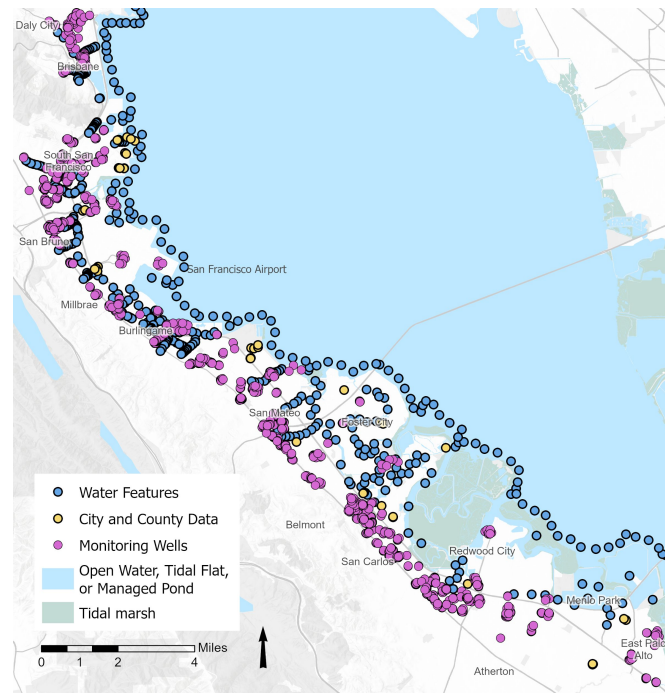 Daly City
Brisbane
South San
Francisco
San Bruno
San Francisco Airport
Millbrae
Burlingame
San Mateo
Foster City
Water Features
City and County Data
Monitoring Wells
Open Water, Tidal Flat,
or Managed Pond
Tidal marsh
Belmont
San Carlos
Redwood City
Menlo Park
East Palo
Alto
Atherton
Miles
0 1 2 4